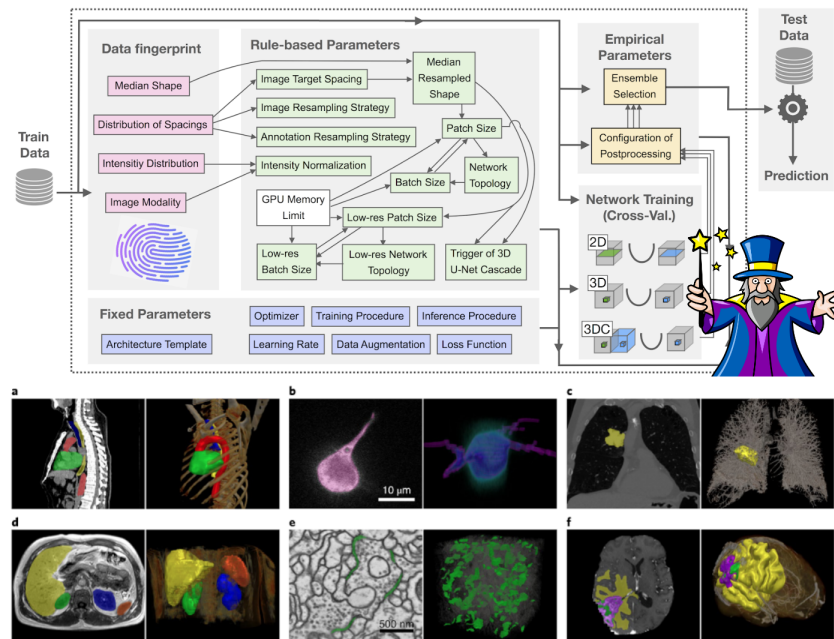 Data fingerprint
Median Shape
Distribution of Spacings
Intensitiy Distribution
Image Modality
Train
Data
Rule-based Parameters
Image Target Spacing
Image Resampling Strategy
Annotation Resampling Strategy
Intensity Normalization
Median
Resampled
Shape
Patch Size
Batch Size
Network
Topology
GPU Memory
Limit
Low-res Patch Size
Low-res
Batch Size
Low-res Network
Topology
Trigger of 3D
U-Net Cascade
Empirical
Parameters
Ensemble
Selection
Configuration of
Postprocessing
Test
Data
Prediction
Network Training
(Cross-Val.)
2D
3D
3DC
Fixed Parameters
Architecture Template
Optimizer
Training Procedure
Inference Procedure
Learning Rate
Data Augmentation
Loss Function
a
b
10 μm
c
d
e
500 nm
f